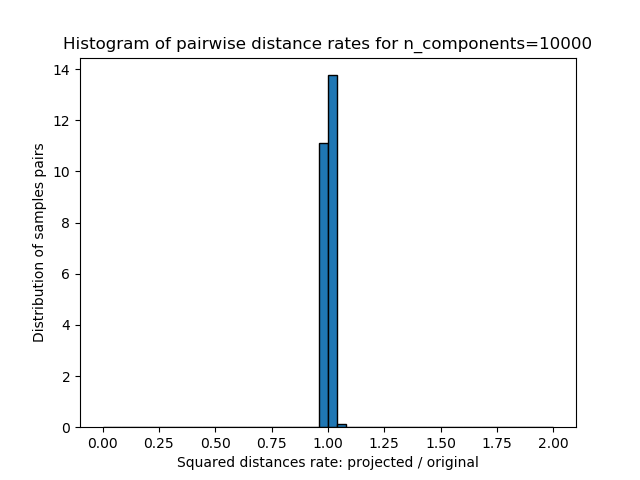 Histogram of pairwise distance rates for n_components=10000
14
12
10
8
6
4
2
0
Distribution of samples pairs
0.00 0.25 0.50 0.75 1.00 1.25 1.50 1.75 2.00
Squared distances rate: projected / original